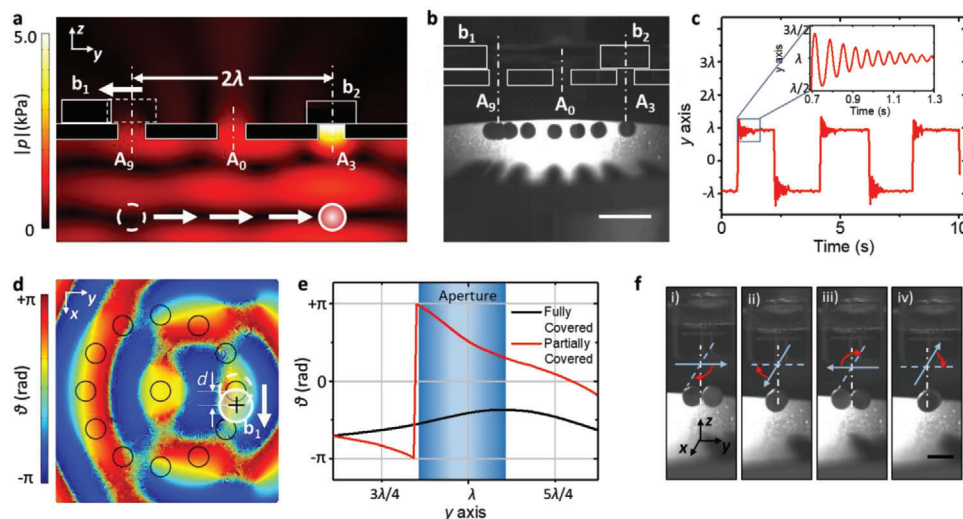 a
5.0
|p| (kPa)
0
z
y
b1
2λ
b2
A9
A0
A3
b
b1
b2
A9
A0
A3
c
y axis
3λ
2λ
λ
0
-λ
0
5
10
Time (s)
y axis
3λ/2
λ
λ/2
0.7
0.9
1.1
1.3
Time (s)
d
+π
ϑ (rad)
-π
y
x
d
b1
e
ϑ (rad)
+π
0
-π
Aperture
Fully
Covered
Partially
Covered
3λ/4
λ
5λ/4
y axis
f
i)
ii)
iii)
iv)
z
x
y